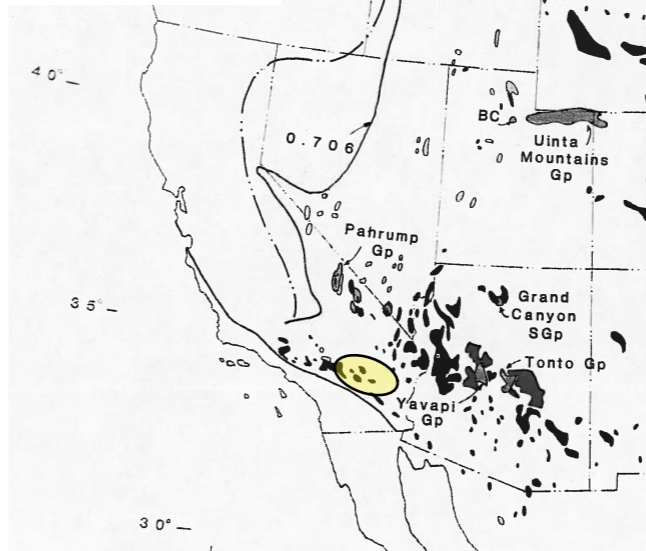 40°
BC
Uinta
Mountains
Gp
0.706
Pahrump
Gp
35°
Grand
Canyon
SGp
Tonto Gp
Yavapi
Gp
30°